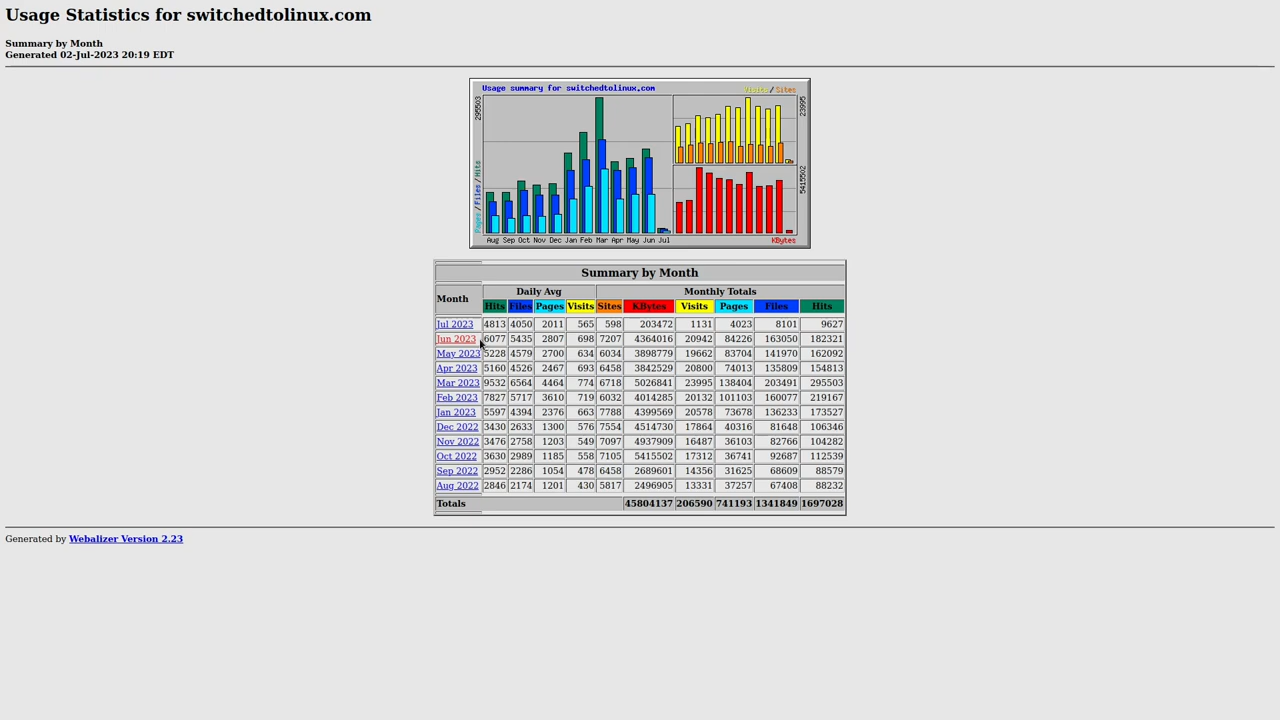 Usage Statistics for switchedtolinux.com
Summary by Month
Generated 02-Jul-2023 20:19 EDT
Usage summary for switchedtolinux.com
Visits / Sites
295503
23995
Pages / Files / Hits
5415502
Aug Sep Oct Nov Dec Jan Feb Mar Apr May Jun Jul
KBytes
Summary by Month
Month Daily Avg Monthly Totals
Hits Files Pages Visits Sites KBytes Visits Pages Files Hits
Jul 2023 4813 4050 2011 565 598 203472 1131 4023 8101 9627
Jun 2023 6077 5435 2807 698 7207 4364016 20942 84226 163050 182321
May 2023 5228 4579 2700 634 6034 3898779 19662 83704 141970 162092
Apr 2023 5160 4526 2467 693 6458 3842529 20800 74013 135809 154813
Mar 2023 9532 6564 4464 774 6718 5026841 23995 138404 203491 295503
Feb 2023 7827 5717 3610 719 6032 4014285 20132 101103 160077 219167
Jan 2023 5597 4394 2376 663 7788 4399569 20578 73678 136233 173527
Dec 2022 3430 2633 1300 576 7554 4514730 17864 40316 81648 106346
Nov 2022 3476 2758 1203 549 7097 4937909 16487 36103 82766 104282
Oct 2022 3630 2989 1185 558 7105 5415502 17312 36741 92687 112539
Sep 2022 2952 2286 1054 478 6458 2689601 14356 31625 68609 88579
Aug 2022 2846 2174 1201 430 5817 2496905 13331 37257 67408 88232
Totals 45804137 206590 741193 1341849 1697028
Generated by Webalizer Version 2.23